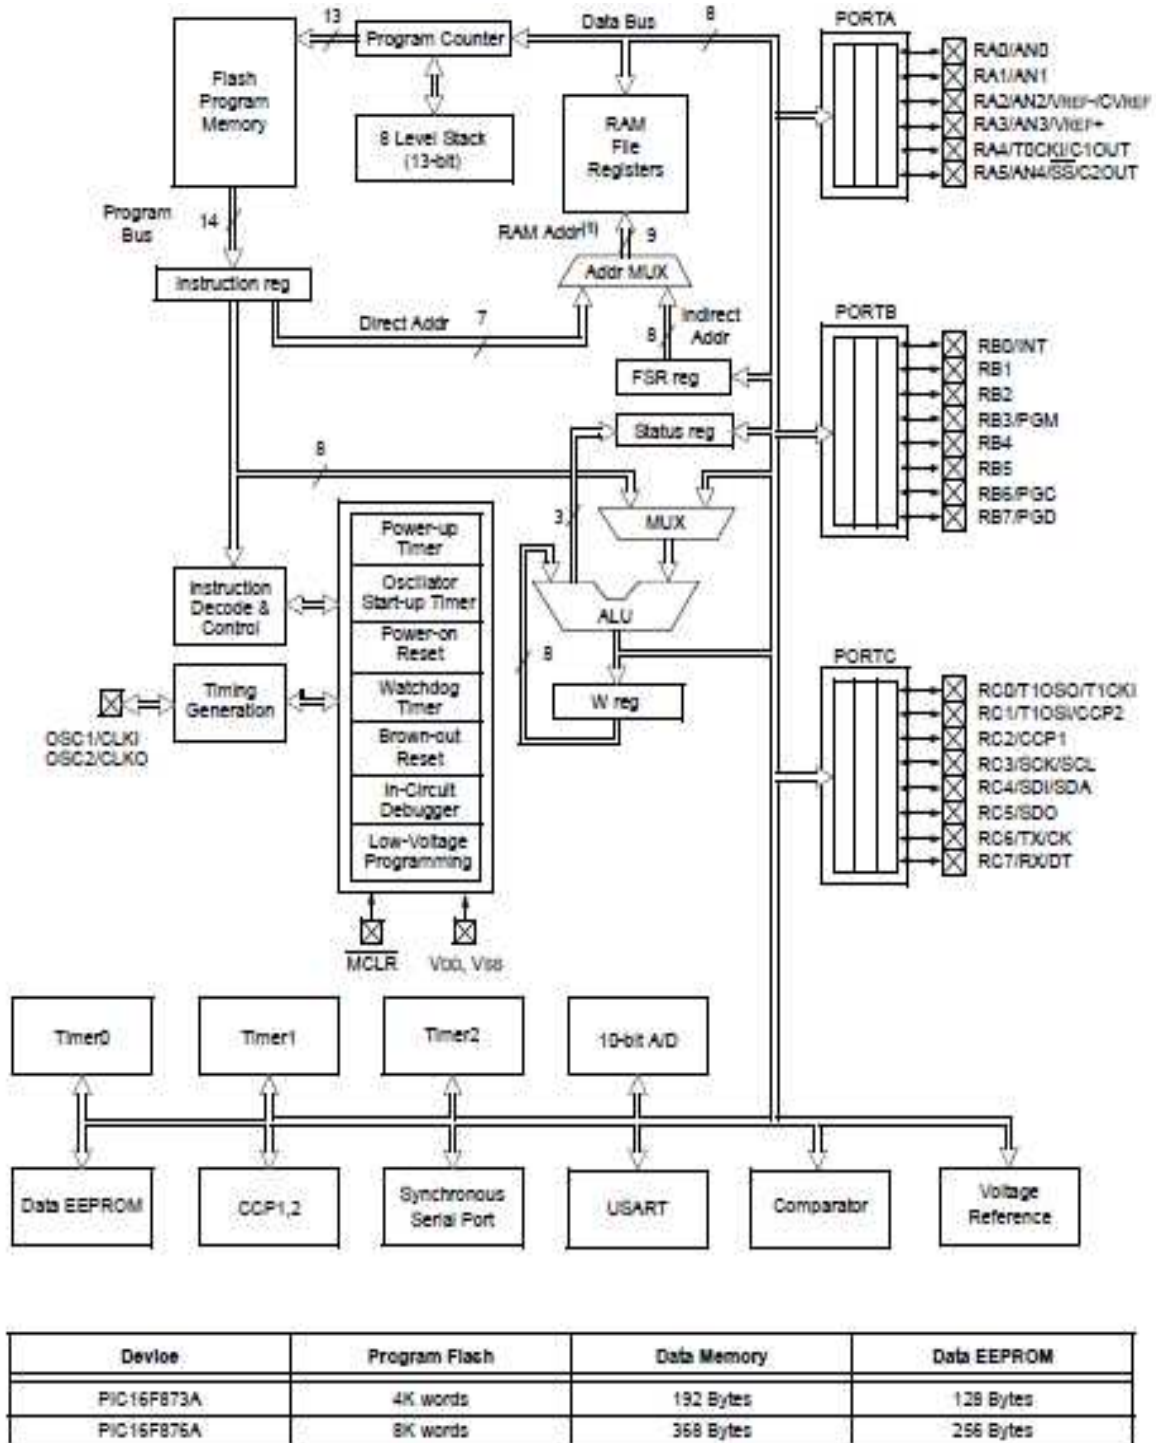 Flash
Program
Memory
13
Program Counter
Data Bus
8
8 Level Stack
(13-bit)
RAM
File
Registers
Program
Bus
14
RAM Addr(1)
9
Instruction reg
Addr MUX
Direct Addr
7
8
Indirect
Addr
FSR reg
Status reg
8
3
MUX
Power-up
Timer
Oscillator
Start-up Timer
Power-on
Reset
Watchdog
Timer
Brown-out
Reset
In-Circuit
Debugger
Low-Voltage
Programming
Instruction
Decode &
Control
Timing
Generation
OSC1/CLKI
OSC2/CLKO
ALU
8
W reg
MCLR
VDD, VSS
PORTA
RA0/AN0
RA1/AN1
RA2/AN2/VREF-/CVREF
RA3/AN3/VREF+
RA4/T0CKI/C1OUT
RA5/AN4/SS/C2OUT
PORTB
RB0/INT
RB1
RB2
RB3/PGM
RB4
RB5
RB6/PGC
RB7/PGD
PORTC
RC0/T1OSO/T1CKI
RC1/T1OSI/CCP2
RC2/CCP1
RC3/SCK/SCL
RC4/SDI/SDA
RC5/SDO
RC6/TX/CK
RC7/RX/DT
Timer0
Timer1
Timer2
10-bit A/D
Data EEPROM
CCP1,2
Synchronous
Serial Port
USART
Comparator
Voltage
Reference
Device Program Flash Data Memory Data EEPROM
PIC16F873A 4K words 192 Bytes 128 Bytes
PIC16F876A 8K words 368 Bytes 256 Bytes